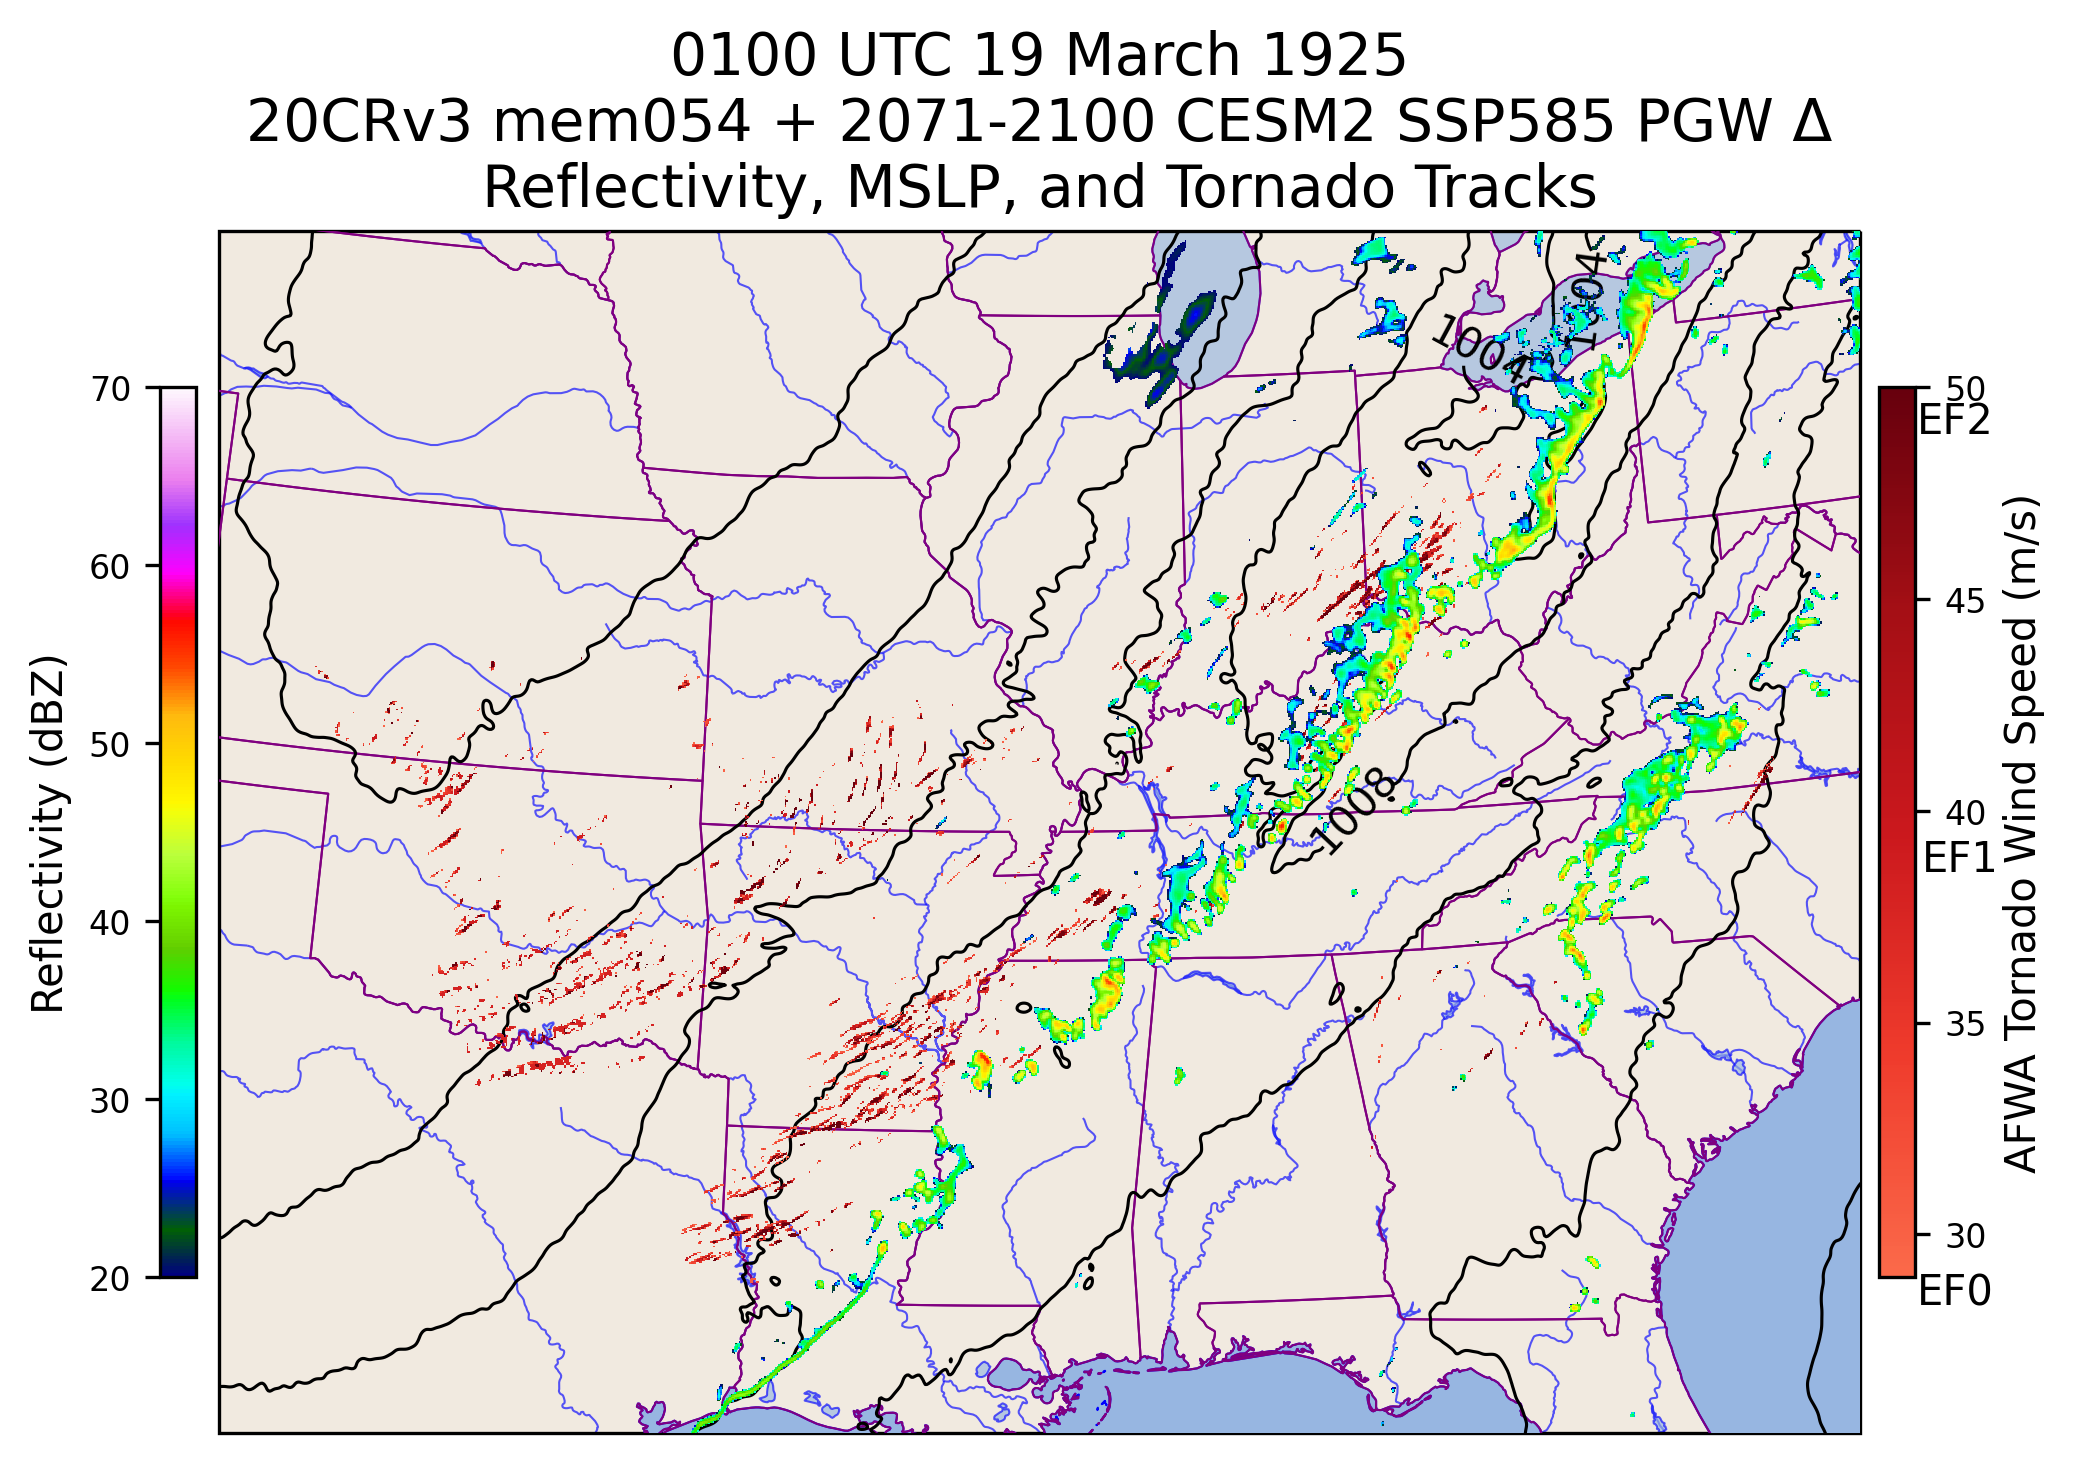 0100 UTC 19 March 1925
20CRv3 mem054 + 2071-2100 CESM2 SSP585 PGW Δ
Reflectivity, MSLP, and Tornado Tracks
Reflectivity (dBZ)
70
60
50
40
30
20
1004
1004
1008
50
EF2
45
40
EF1
35
30
EF0
AFWA Tornado Wind Speed (m/s)